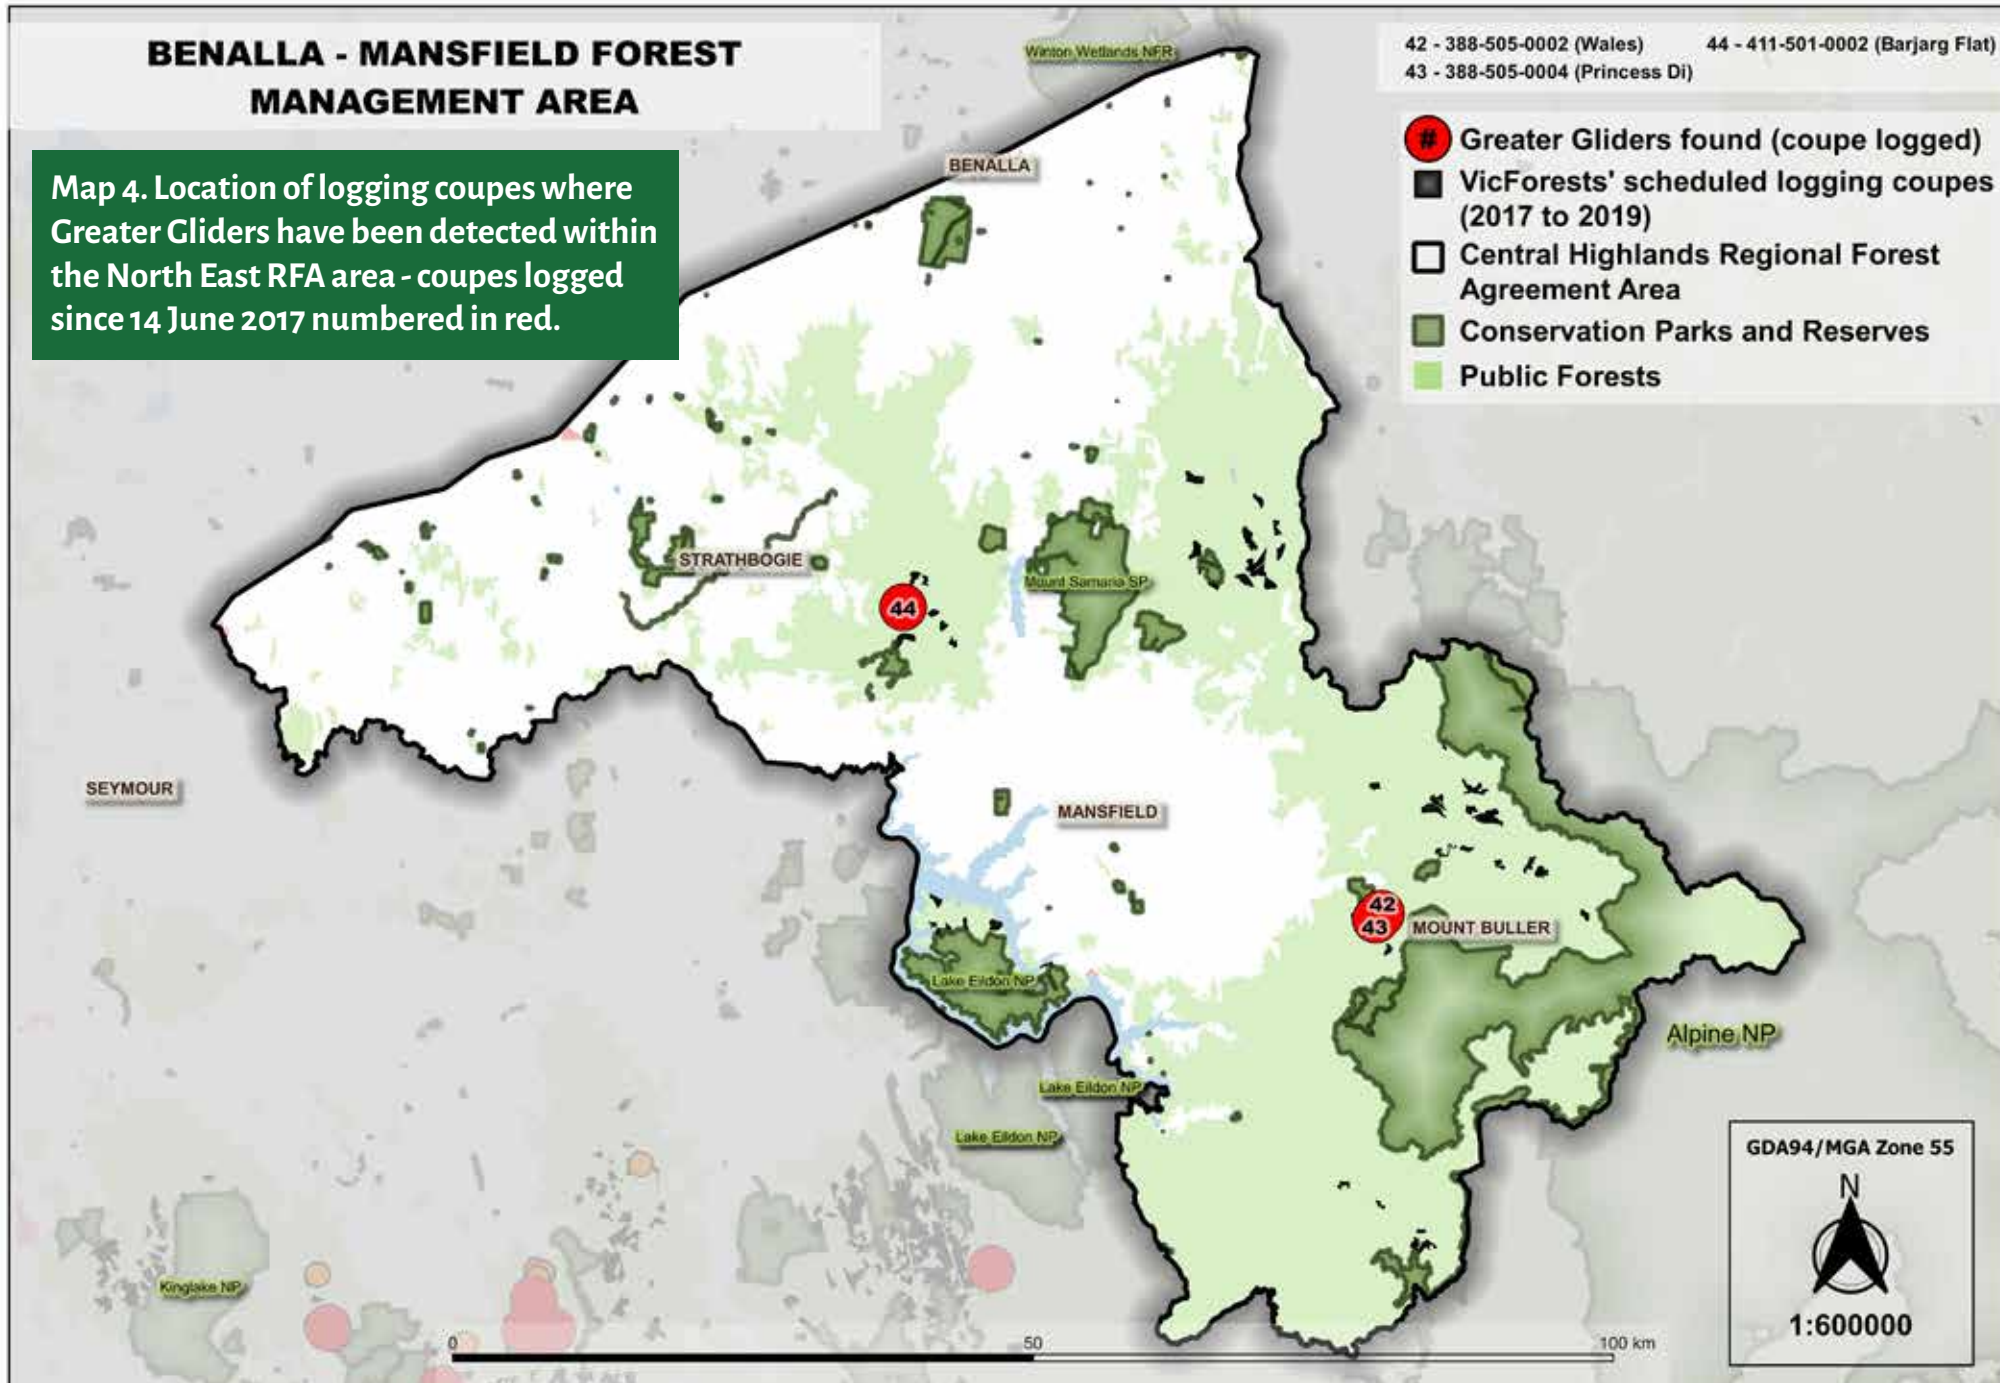 BENALLA - MANSFIELD FOREST
MANAGEMENT AREA
Map 4. Location of logging coupes where
Greater Gliders have been detected within
the North East RFA area - coupes logged
since 14 June 2017 numbered in red.
42 - 388-505-0002 (Wales) 44 - 411-501-0002 (Barjarg Flat)
43 - 388-505-0004 (Princess Di)
# Greater Gliders found (coupe logged)
VicForests' scheduled logging coupes
(2017 to 2019)
Central Highlands Regional Forest
Agreement Area
Conservation Parks and Reserves
Public Forests
Winton Wetlands NFR
BENALLA
STRATHBOGIE
Mount Samaria SP
44
SEYMOUR
MANSFIELD
42
43
MOUNT BULLER
Lake Eildon NP
Alpine NP
Lake Eildon NP
Lake Eildon NP
Kinglake NP
0 50 100 km
GDA94/MGA Zone 55
N
1:600000